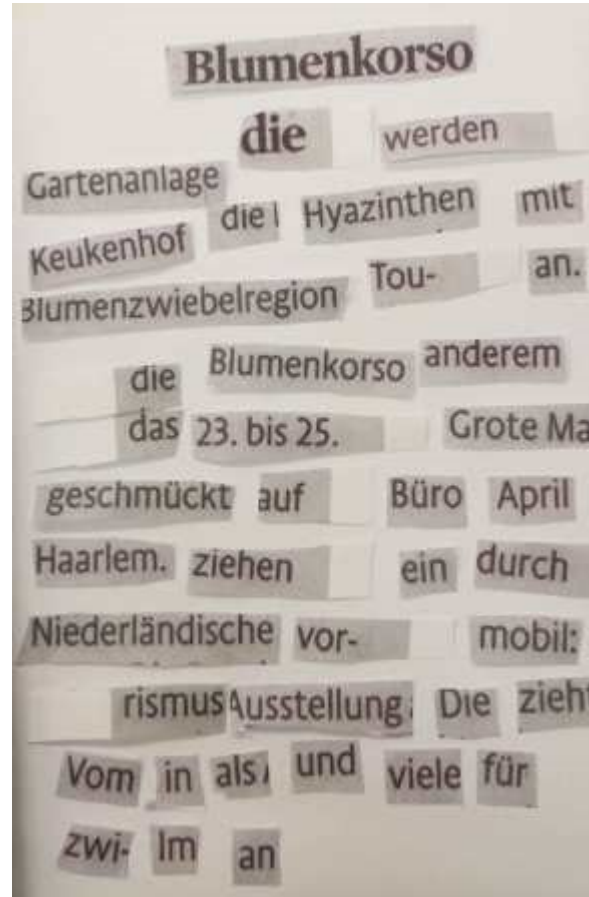 Blumenkorso
die werden
Gartenanlage
Keukenhof die Hyazinthen mit
Blumenzwiebelregion Tou- an.
die Blumenkorso anderem
das 23. bis 25. Grote Ma
geschmückt auf Büro April
Haarlem. ziehen ein durch
Niederländische vor- mobil:
rismus Ausstellung Die zieht
Vom in als und viele für
zwi- Im an